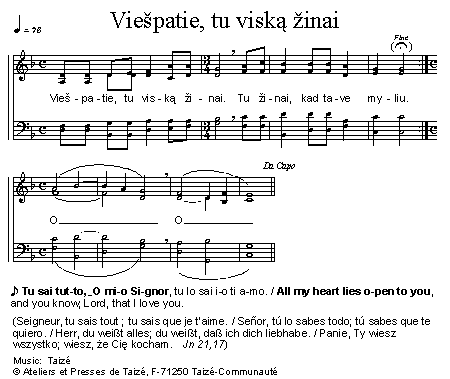 Viešpatie, tu viską žinai
♩ = 76
Fine
Vieš - pa - tie, tu vis - ką ži - nai. Tu ži - nai, kad ta - ve my - liu.
Da Capo
O O
♪ Tu sai tut-to,_O mi-o Si-gnor, tu lo sai i-o ti a-mo. / All my heart lies o-pen to you,
and you know, Lord, that I love you.
(Seigneur, tu sais tout ; tu sais que je t'aime. / Señor, tú lo sabes todo; tú sabes que te
quiero. / Herr, du weißt alles; du weißt, daß ich dich liebhabe. / Panie, Ty wiesz
wszystko; wiesz, że Cię kocham. Jn 21,17)
Music: Taizé
© Ateliers et Presses de Taizé, F-71250 Taizé-Communauté